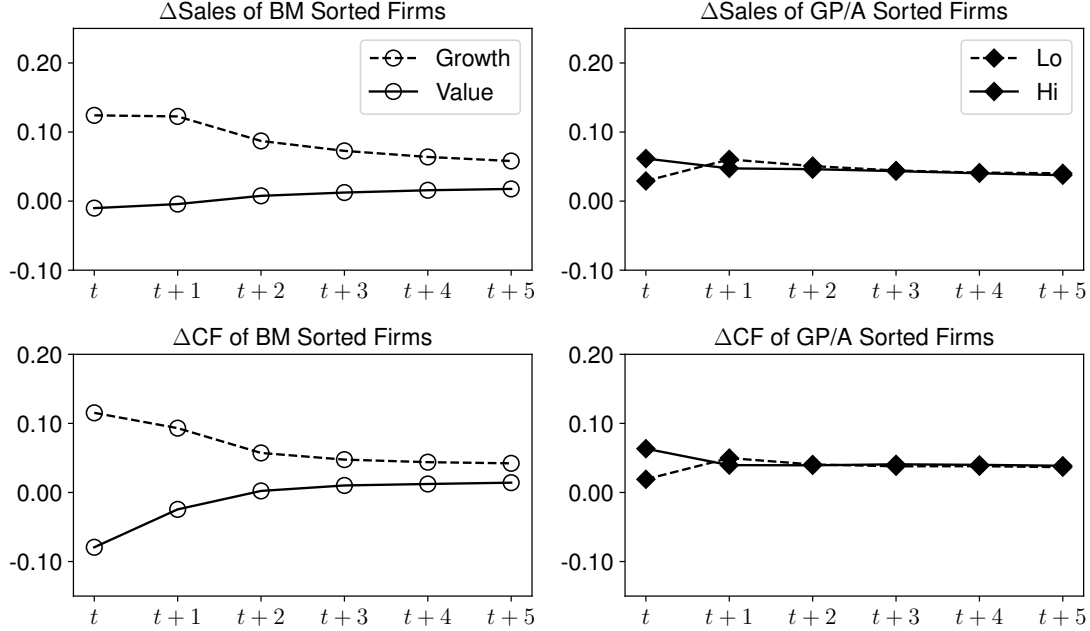 ΔSales of BM Sorted Firms
0.20
0.10
0.00
-0.10
Growth
Value
t
t + 1
t + 2
t + 3
t + 4
t + 5
ΔSales of GP/A Sorted Firms
0.20
0.10
0.00
-0.10
Lo
Hi
t
t + 1
t + 2
t + 3
t + 4
t + 5
ΔCF of BM Sorted Firms
0.20
0.10
0.00
-0.10
t
t + 1
t + 2
t + 3
t + 4
t + 5
ΔCF of GP/A Sorted Firms
0.20
0.10
0.00
-0.10
t
t + 1
t + 2
t + 3
t + 4
t + 5